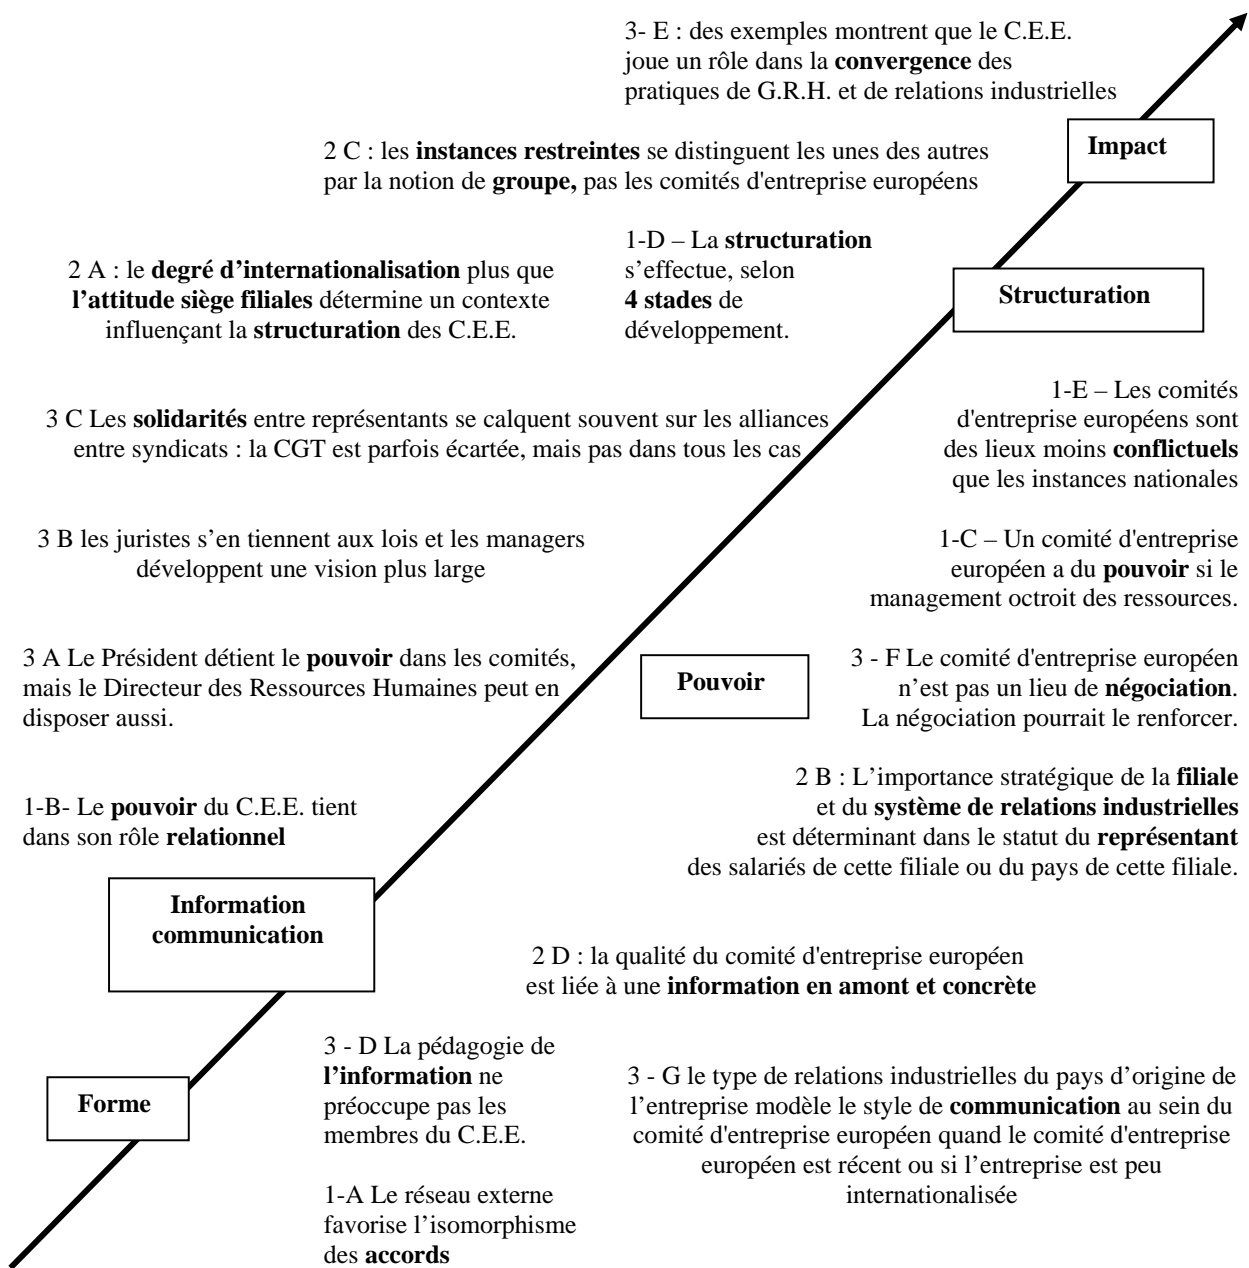 3- E : des exemples montrent que le C.E.E.
joue un rôle dans la convergence des
pratiques de G.R.H. et de relations industrielles
Impact
2 C : les instances restreintes se distinguent les unes des autres
par la notion de groupe, pas les comités d'entreprise européens
1-D – La structuration
s’effectue, selon
4 stades de
développement.
2 A : le degré d’internationalisation plus que
l’attitude siège filiales détermine un contexte
influençant la structuration des C.E.E.
Structuration
3 C Les solidarités entre représentants se calquent souvent sur les alliances
entre syndicats : la CGT est parfois écartée, mais pas dans tous les cas
1-E – Les comités
d'entreprise européens sont
des lieux moins conflictuels
que les instances nationales
3 B les juristes s’en tiennent aux lois et les managers
développent une vision plus large
1-C – Un comité d'entreprise
européen a du pouvoir si le
management octroit des ressources.
3 A Le Président détient le pouvoir dans les comités,
mais le Directeur des Ressources Humaines peut en
disposer aussi.
Pouvoir
3 - F Le comité d'entreprise européen
n’est pas un lieu de négociation.
La négociation pourrait le renforcer.
2 B : L’importance stratégique de la filiale
et du système de relations industrielles
est déterminant dans le statut du représentant
des salariés de cette filiale ou du pays de cette filiale.
1-B- Le pouvoir du C.E.E. tient
dans son rôle relationnel
Information
communication
2 D : la qualité du comité d'entreprise européen
est liée à une information en amont et concrète
3 - D La pédagogie de
l’information ne
préoccupe pas les
membres du C.E.E.
Forme
3 - G le type de relations industrielles du pays d’origine de
l’entreprise modèle le style de communication au sein du
comité d'entreprise européen quand le comité d'entreprise
européen est récent ou si l’entreprise est peu
internationalisée
1-A Le réseau externe
favorise l’isomorphisme
des accords